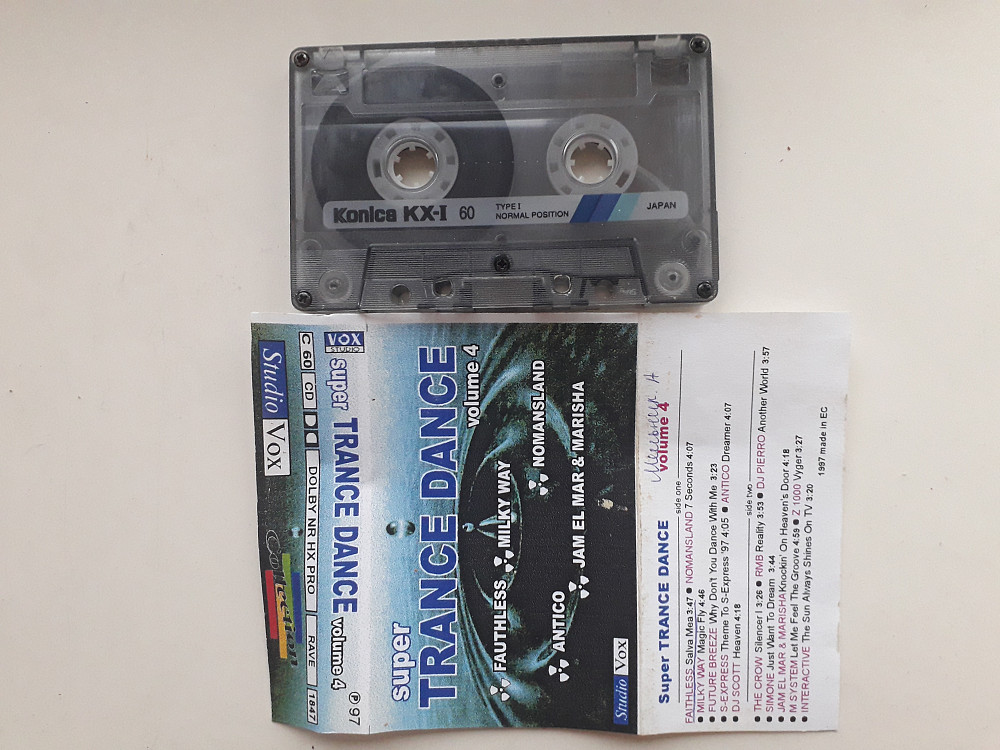 Konica KX-I 60
TYPE I
NORMAL POSITION
JAPAN
C 60 CD DOLBY NR HX PRO RAVE 1847
Studio Vox
Collection
VOX
STUDIO
super TRANCE DANCE volume 4
℗ 97
super
TRANCE DANCE
volume 4
FAUTHLESS MILKY WAY
NOMANSLAND
ANTICO JAM EL MAR & MARISHA
Studio Vox
Super TRANCE DANCE volume 4
side one
FAITHLESS Salva Mea 3:47 ● NOMANSLAND 7 Seconds 4:07
● MILKY WAY Magic Fly 4:46
● FUTURE BREEZE Why Don't You Dance With Me 3:23
● S-EXPRESS Theme To S-Express '97 4:05 ● ANTICO Dreamer 4:07
● DJ SCOTT Heaven 4:18
side two
● THE CROW Silencer I 3:26 ● RMB Reality 3:53 ● DJ PIERRO Another World 3:57
● SIMONE Just Want To Dream 3:44
● JAM EL MAR & MARISHA Knockin' On Heaven's Door 4:18
● M SYSTEM Let Me Feel The Groove 4:59 ● Z 1000 Vyger 3:27
● INTERACTIVE The Sun Always Shines On TV 3:20
1997 made in EC